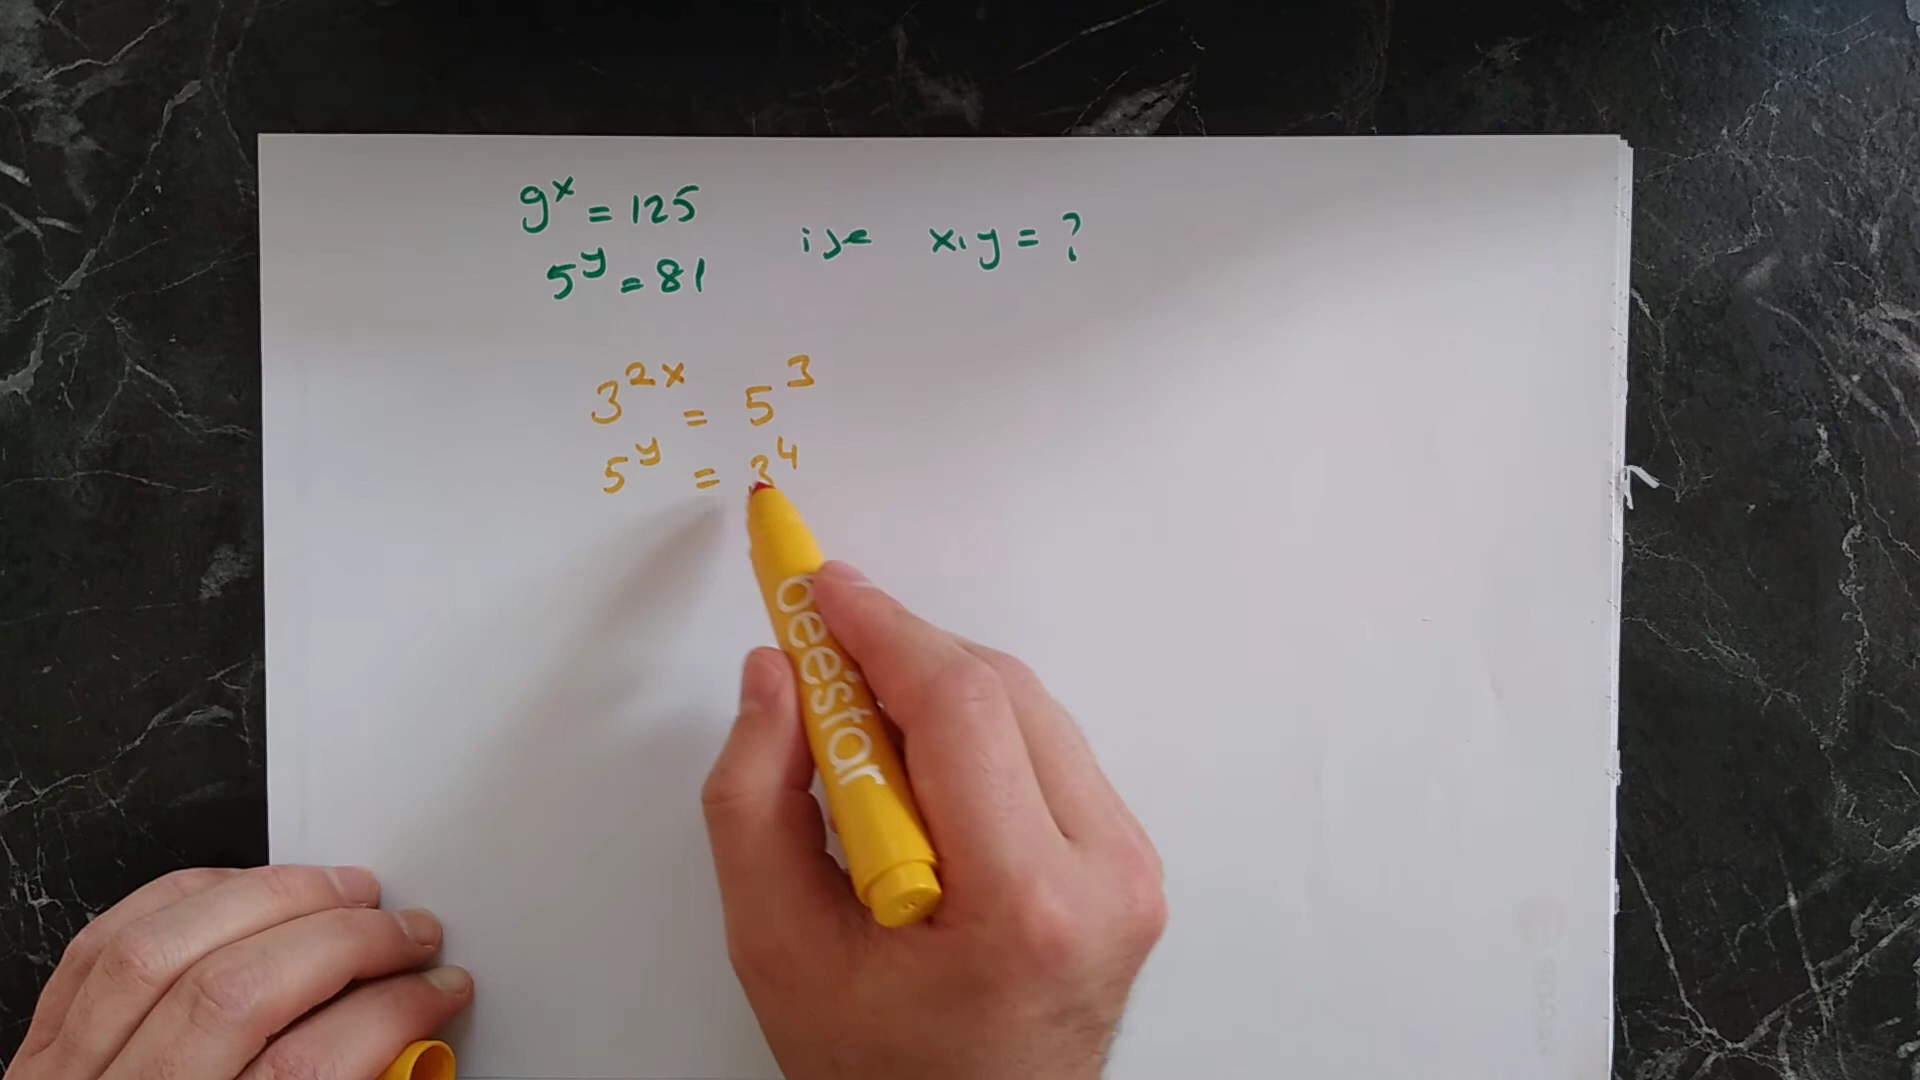 9^x = 125
5^y = 81
ise x.y = ?
3^2x = 5^3
5^y = 3^4
beestar